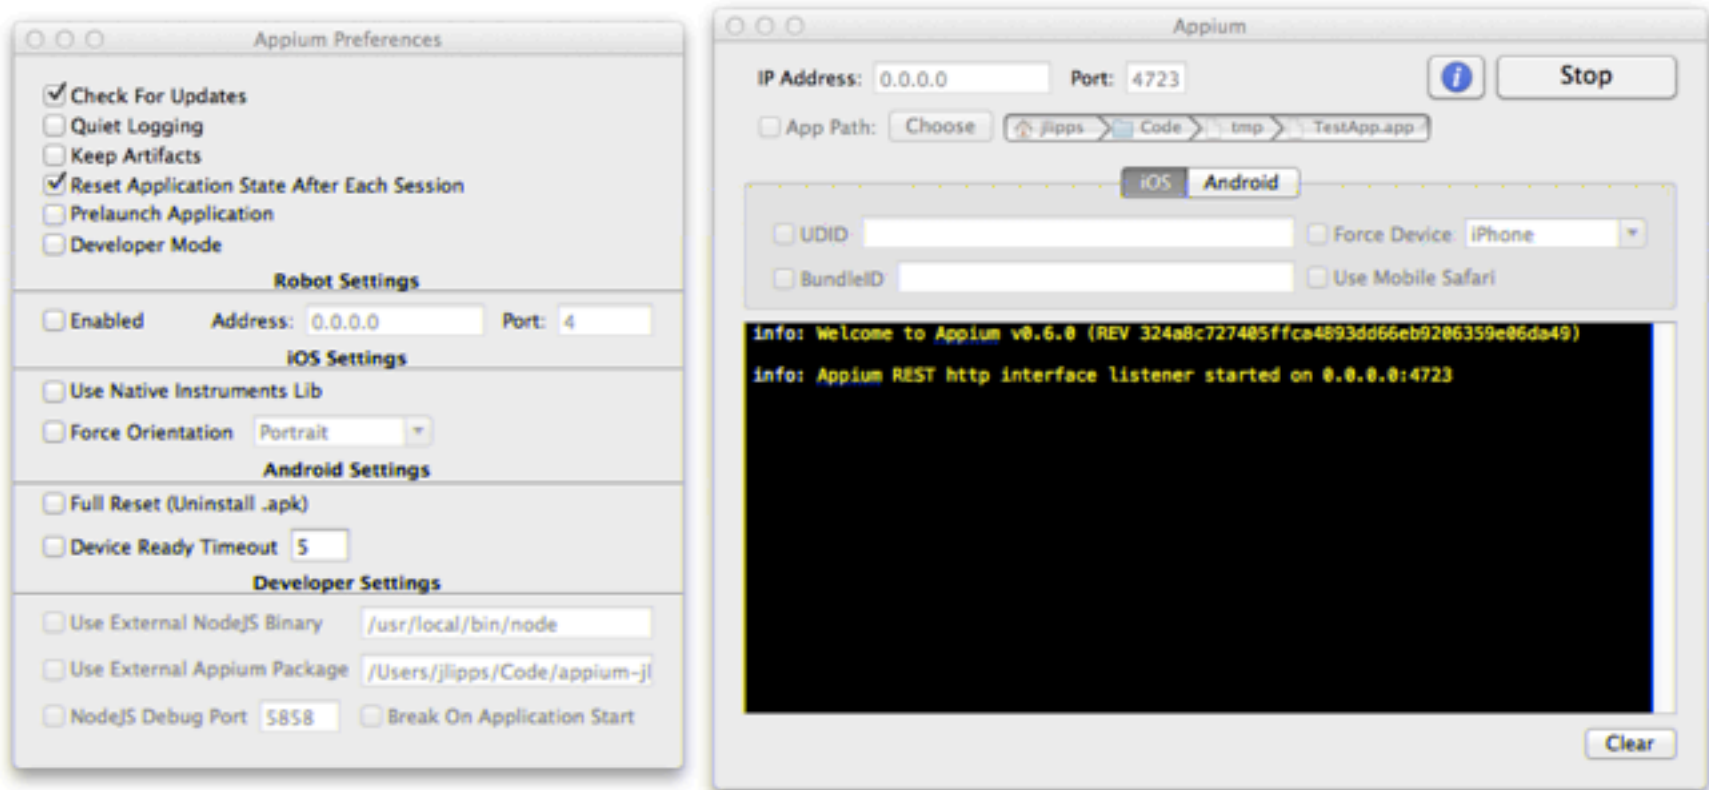 Appium Preferences
Check For Updates
Quiet Logging
Keep Artifacts
Reset Application State After Each Session
Prelaunch Application
Developer Mode
Robot Settings
Enabled Address: 0.0.0.0 Port: 4
iOS Settings
Use Native Instruments Lib
Force Orientation Portrait
Android Settings
Full Reset (Uninstall .apk)
Device Ready Timeout 5
Developer Settings
Use External NodeJS Binary /usr/local/bin/node
Use External Appium Package /Users/jlipps/Code/appium-jl
NodeJS Debug Port 5858 Break On Application Start
Appium
IP Address: 0.0.0.0 Port: 4723 i Stop
App Path: Choose jlipps Code tmp TestApp.app
iOS Android
UDID Force Device iPhone
BundleID Use Mobile Safari
info: Welcome to Appium v0.6.0 (REV 324a8c727405ffca4893dd66eb9206359e06da49)
info: Appium REST http interface listener started on 0.0.0.0:4723
Clear